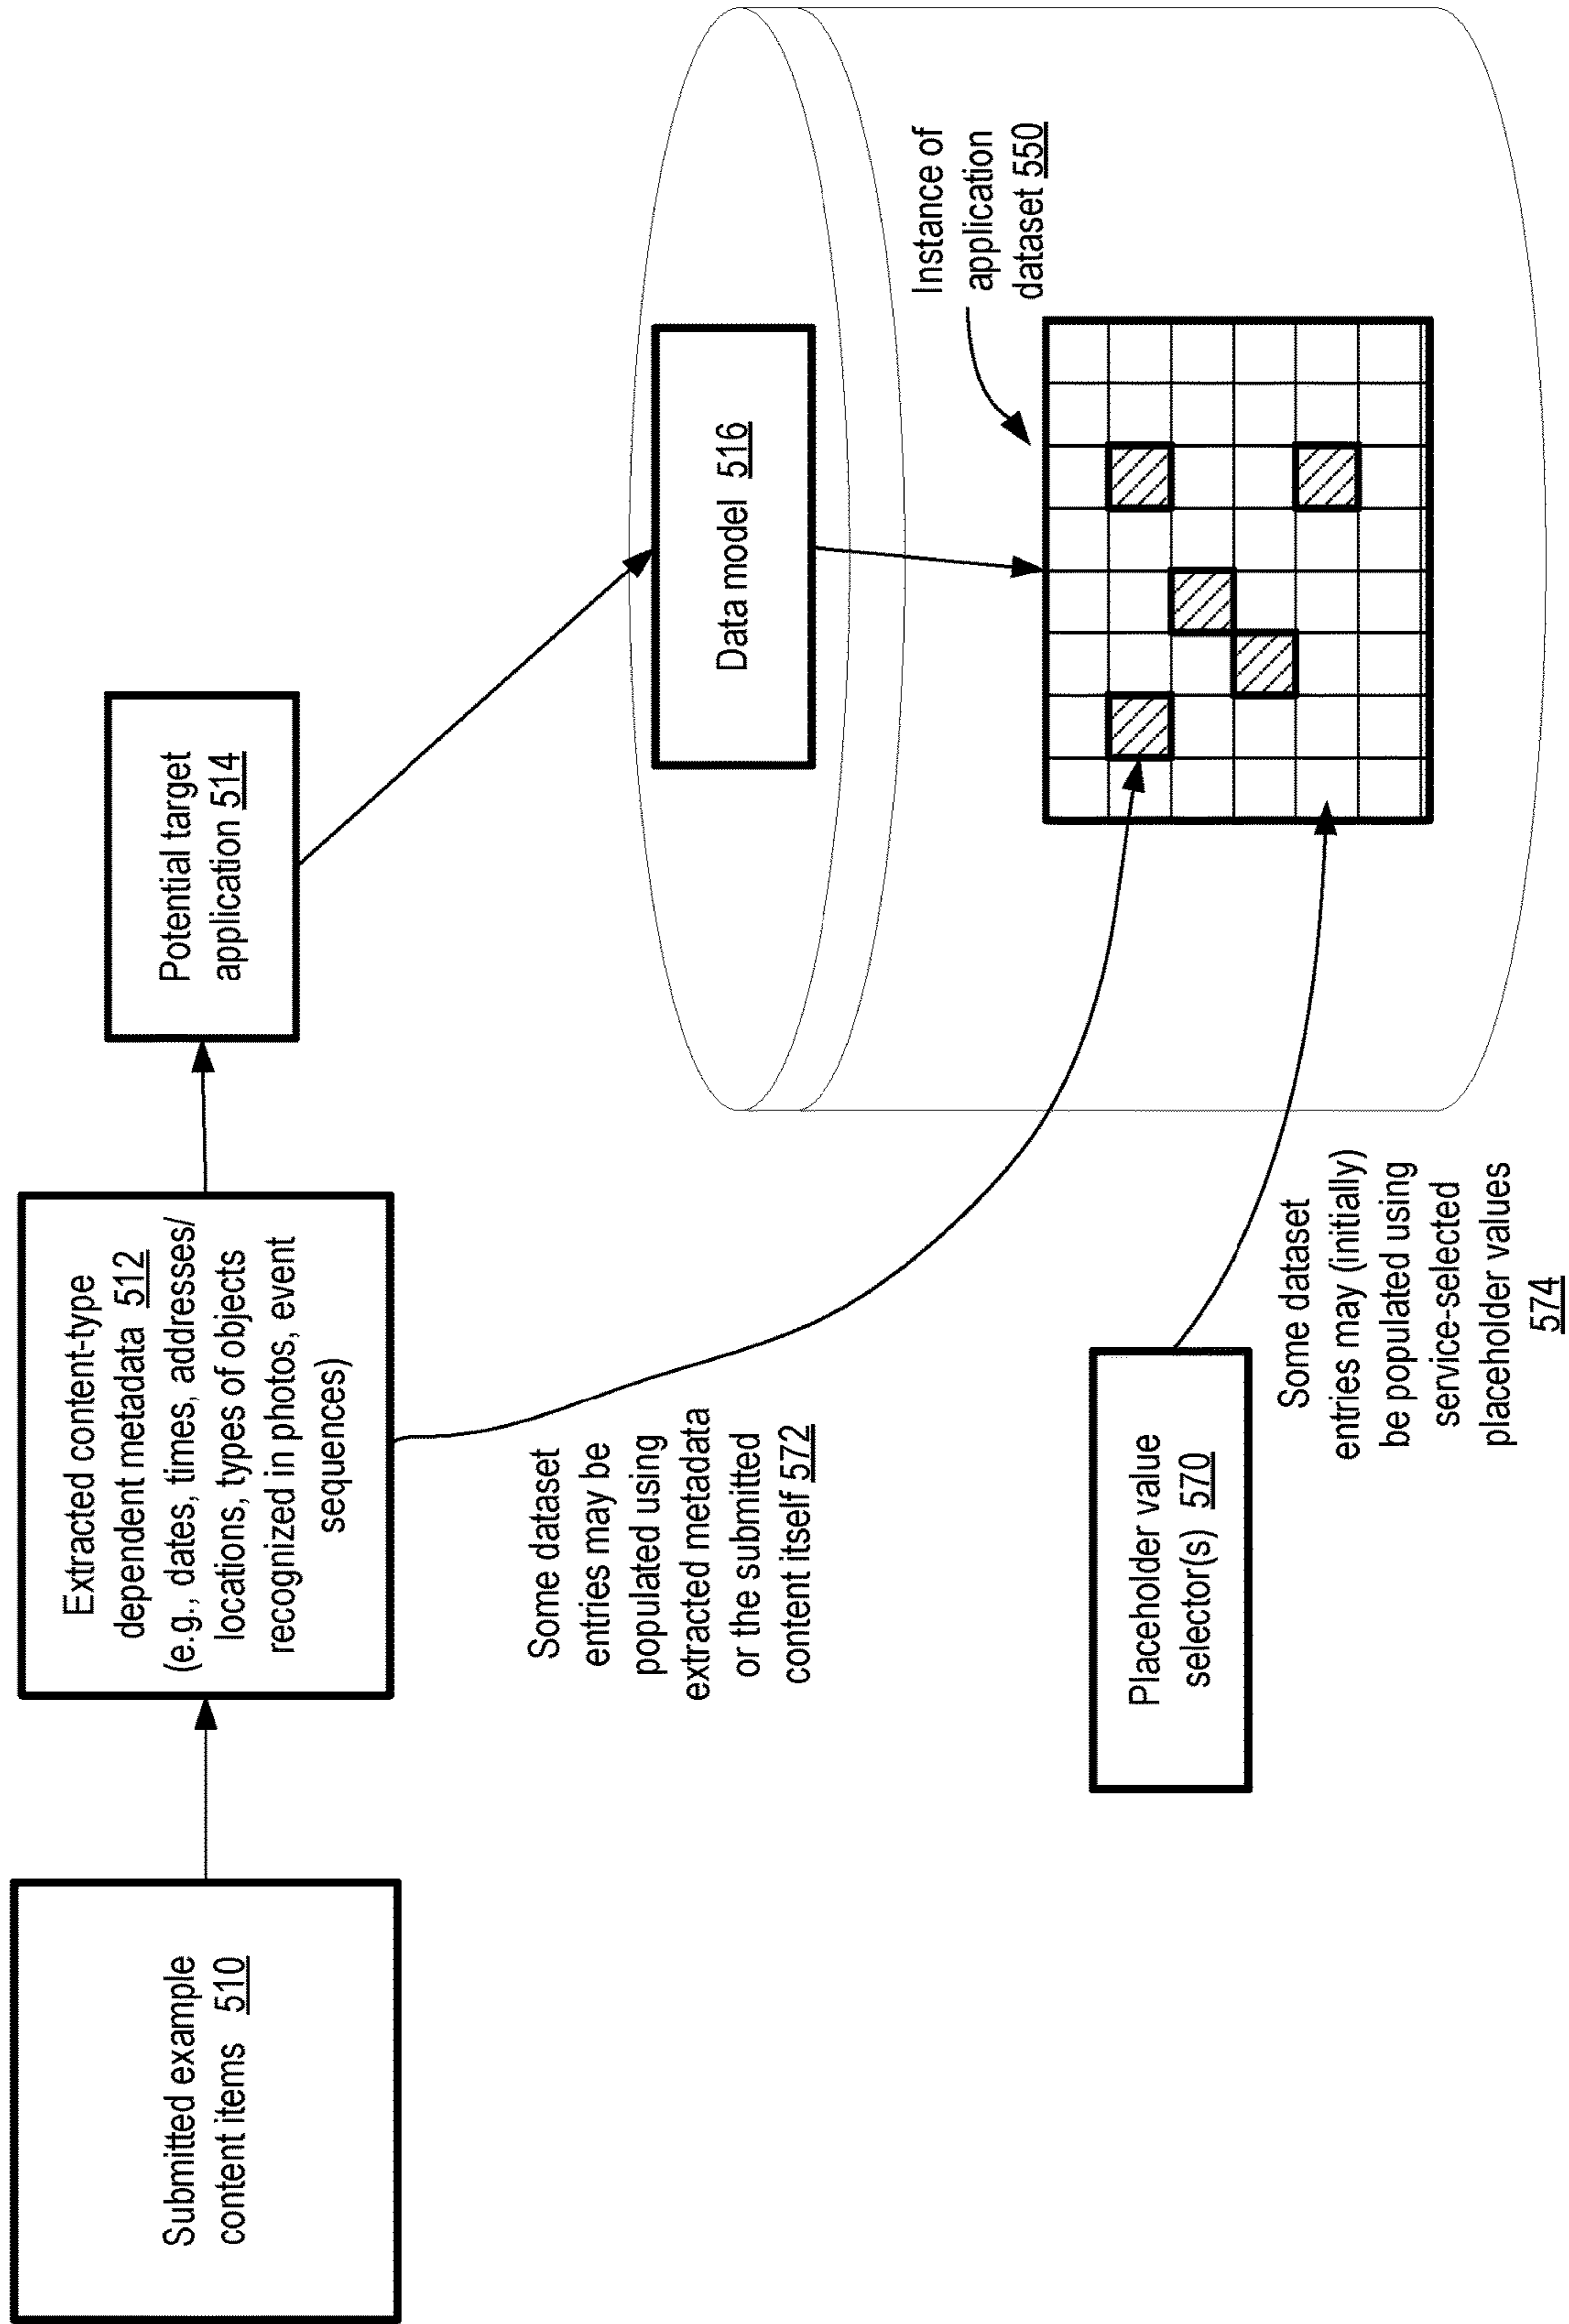 Submitted example
content items 510
Extracted content-type
dependent metadata 512
(e.g., dates, times, addresses/
locations, types of objects
recognized in photos, event
sequences)
Potential target
application 514
Some dataset
entries may be
populated using
extracted metadata
or the submitted
content itself 572
Data model 516
Instance of
application
dataset 550
Placeholder value
selector(s) 570
Some dataset
entries may (initially)
be populated using
service-selected
placeholder values
574